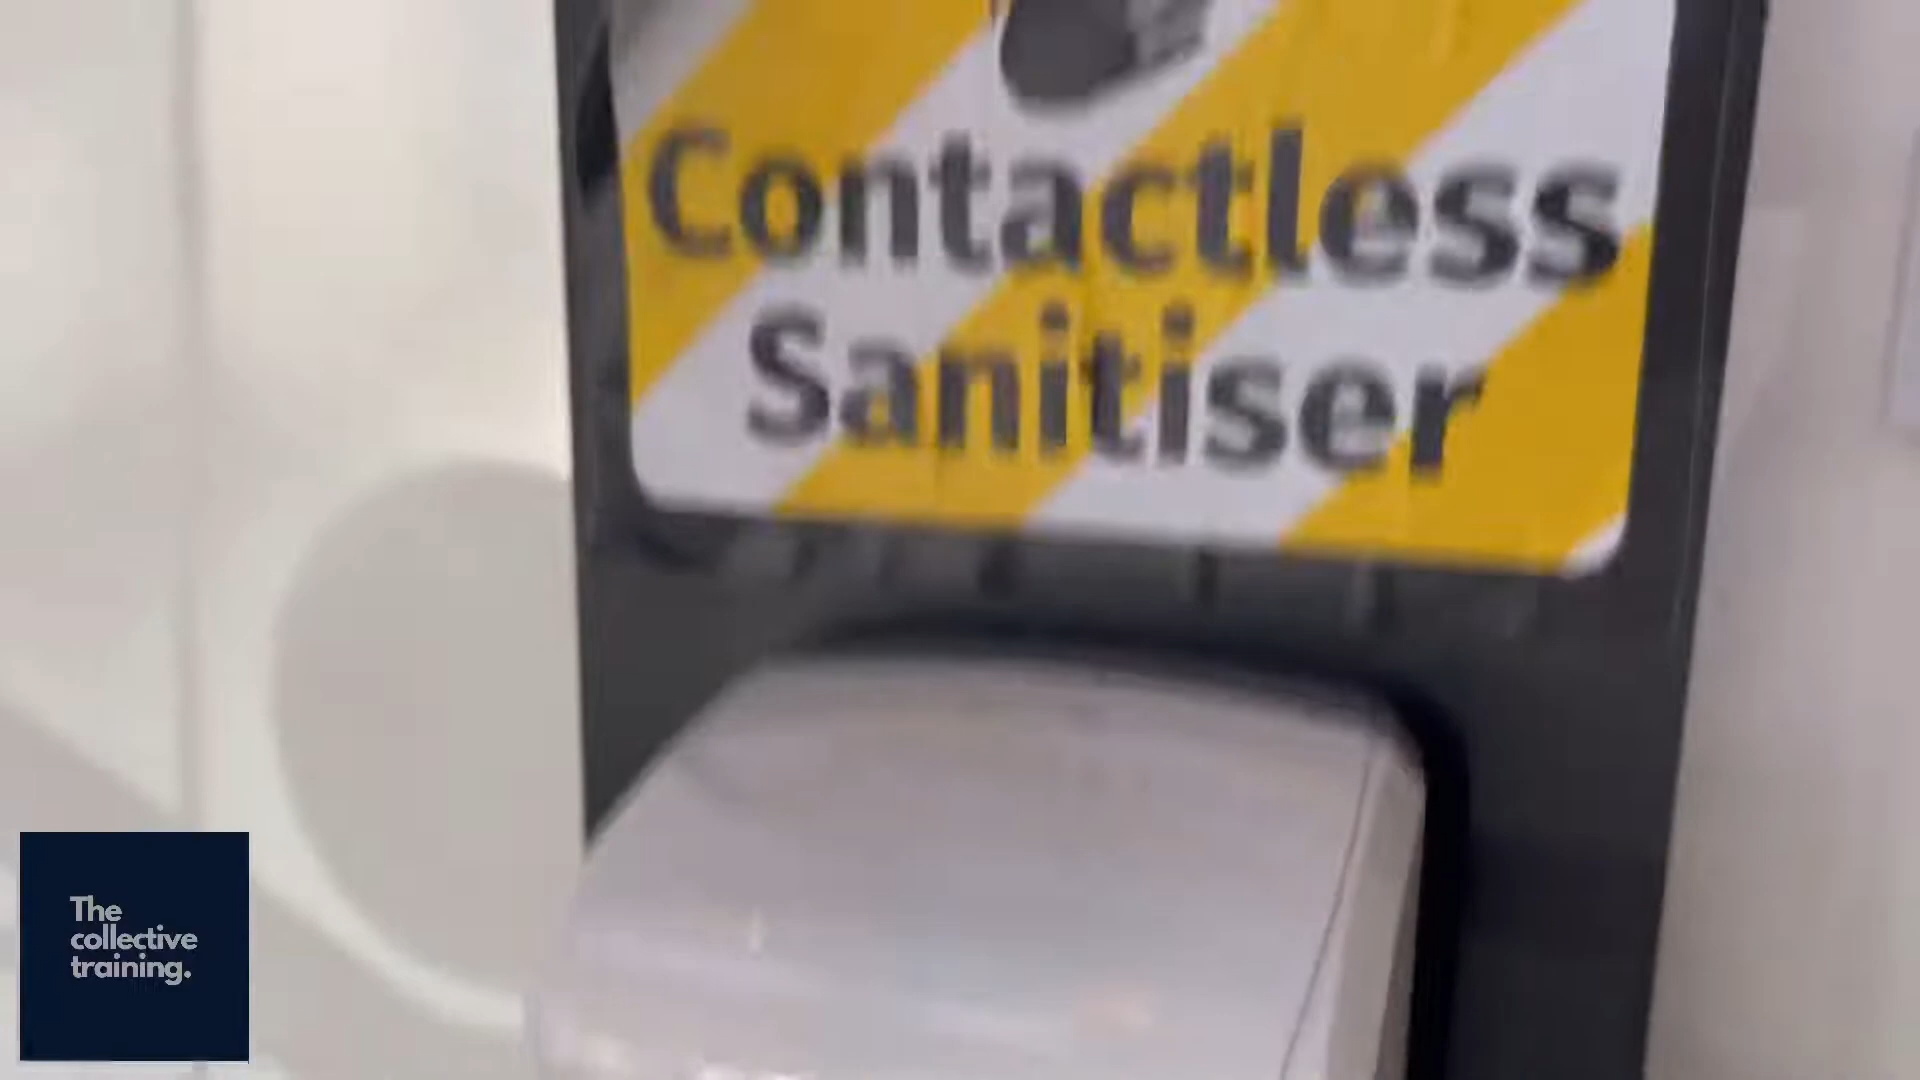 Contactless
Sanitiser
The
collective
training.